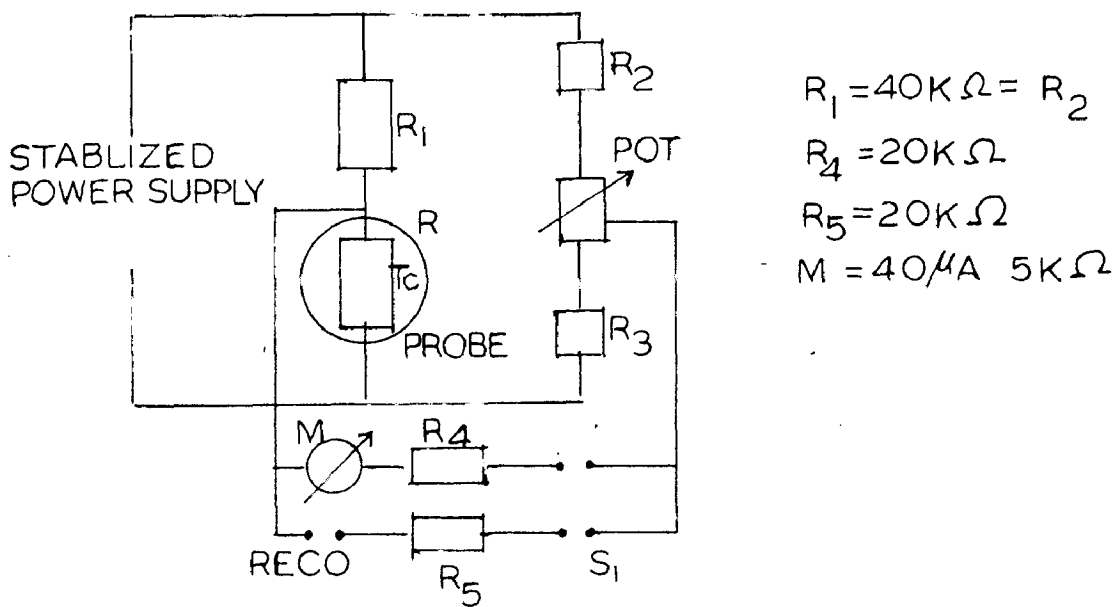 R2
R1
STABLIZED
POWER SUPPLY
POT
R
Tc
PROBE
R3
M
R4
RECO
R5
S1
R1 = 40K Ω = R2
R4 = 20K Ω
R5 = 20K Ω
M = 40μA 5K Ω